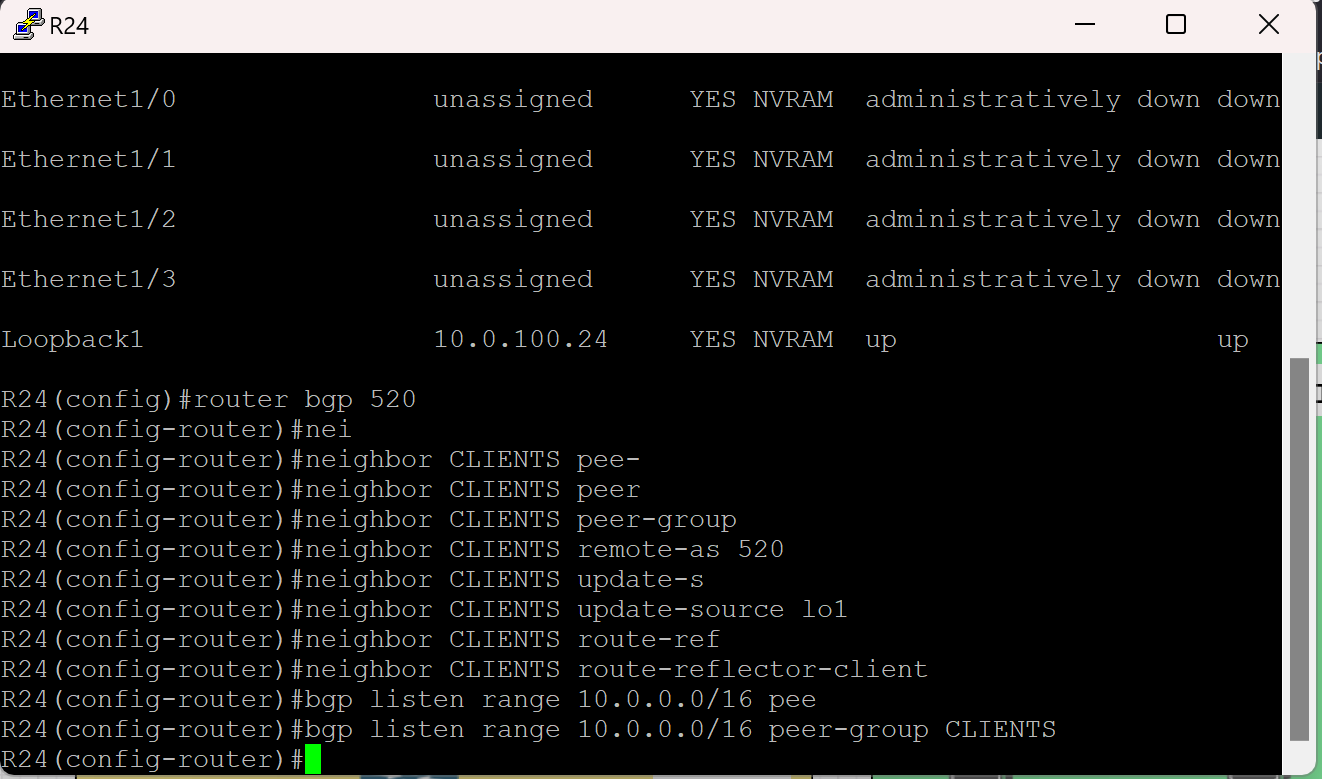 R24
Ethernet1/0 unassigned YES NVRAM administratively down down
Ethernet1/1 unassigned YES NVRAM administratively down down
Ethernet1/2 unassigned YES NVRAM administratively down down
Ethernet1/3 unassigned YES NVRAM administratively down down
Loopback1 10.0.100.24 YES NVRAM up up
R24(config)#router bgp 520
R24(config-router)#nei
R24(config-router)#neighbor CLIENTS pee-
R24(config-router)#neighbor CLIENTS peer
R24(config-router)#neighbor CLIENTS peer-group
R24(config-router)#neighbor CLIENTS remote-as 520
R24(config-router)#neighbor CLIENTS update-s
R24(config-router)#neighbor CLIENTS update-source lo1
R24(config-router)#neighbor CLIENTS route-ref
R24(config-router)#neighbor CLIENTS route-reflector-client
R24(config-router)#bgp listen range 10.0.0.0/16 pee
R24(config-router)#bgp listen range 10.0.0.0/16 peer-group CLIENTS
R24(config-router)#